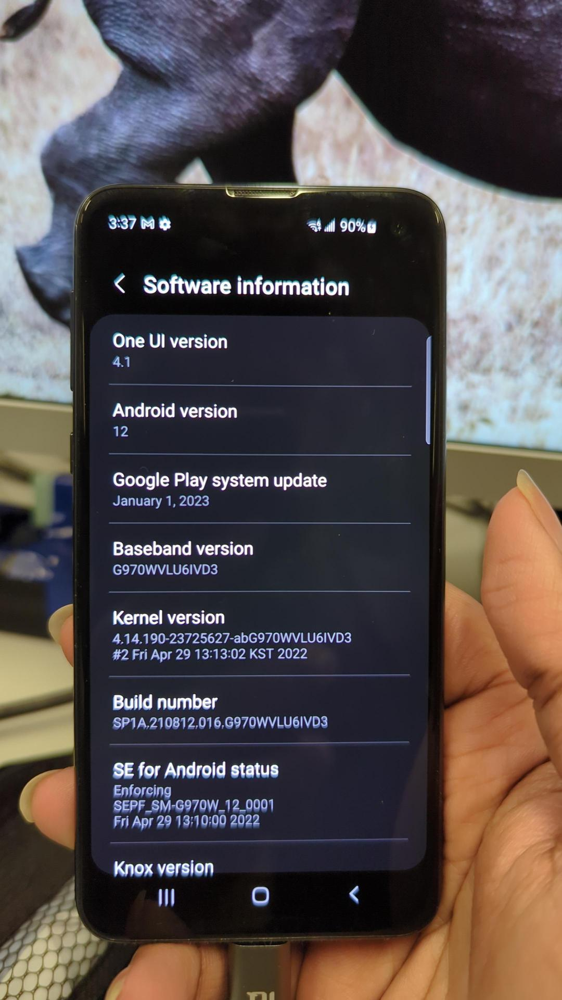 3:37
90%
Software information
One UI version
4.1
Android version
12
Google Play system update
January 1, 2023
Baseband version
G970WVLU6IVD3
Kernel version
4.14.190-23725627-abG970WVLU6IVD3
#2 Fri Apr 29 13:13:02 KST 2022
Build number
SP1A.210812.016.G970WVLU6IVD3
SE for Android status
Enforcing
SEPF_SM-G970W_12_0001
Fri Apr 29 13:10:00 2022
Knox version